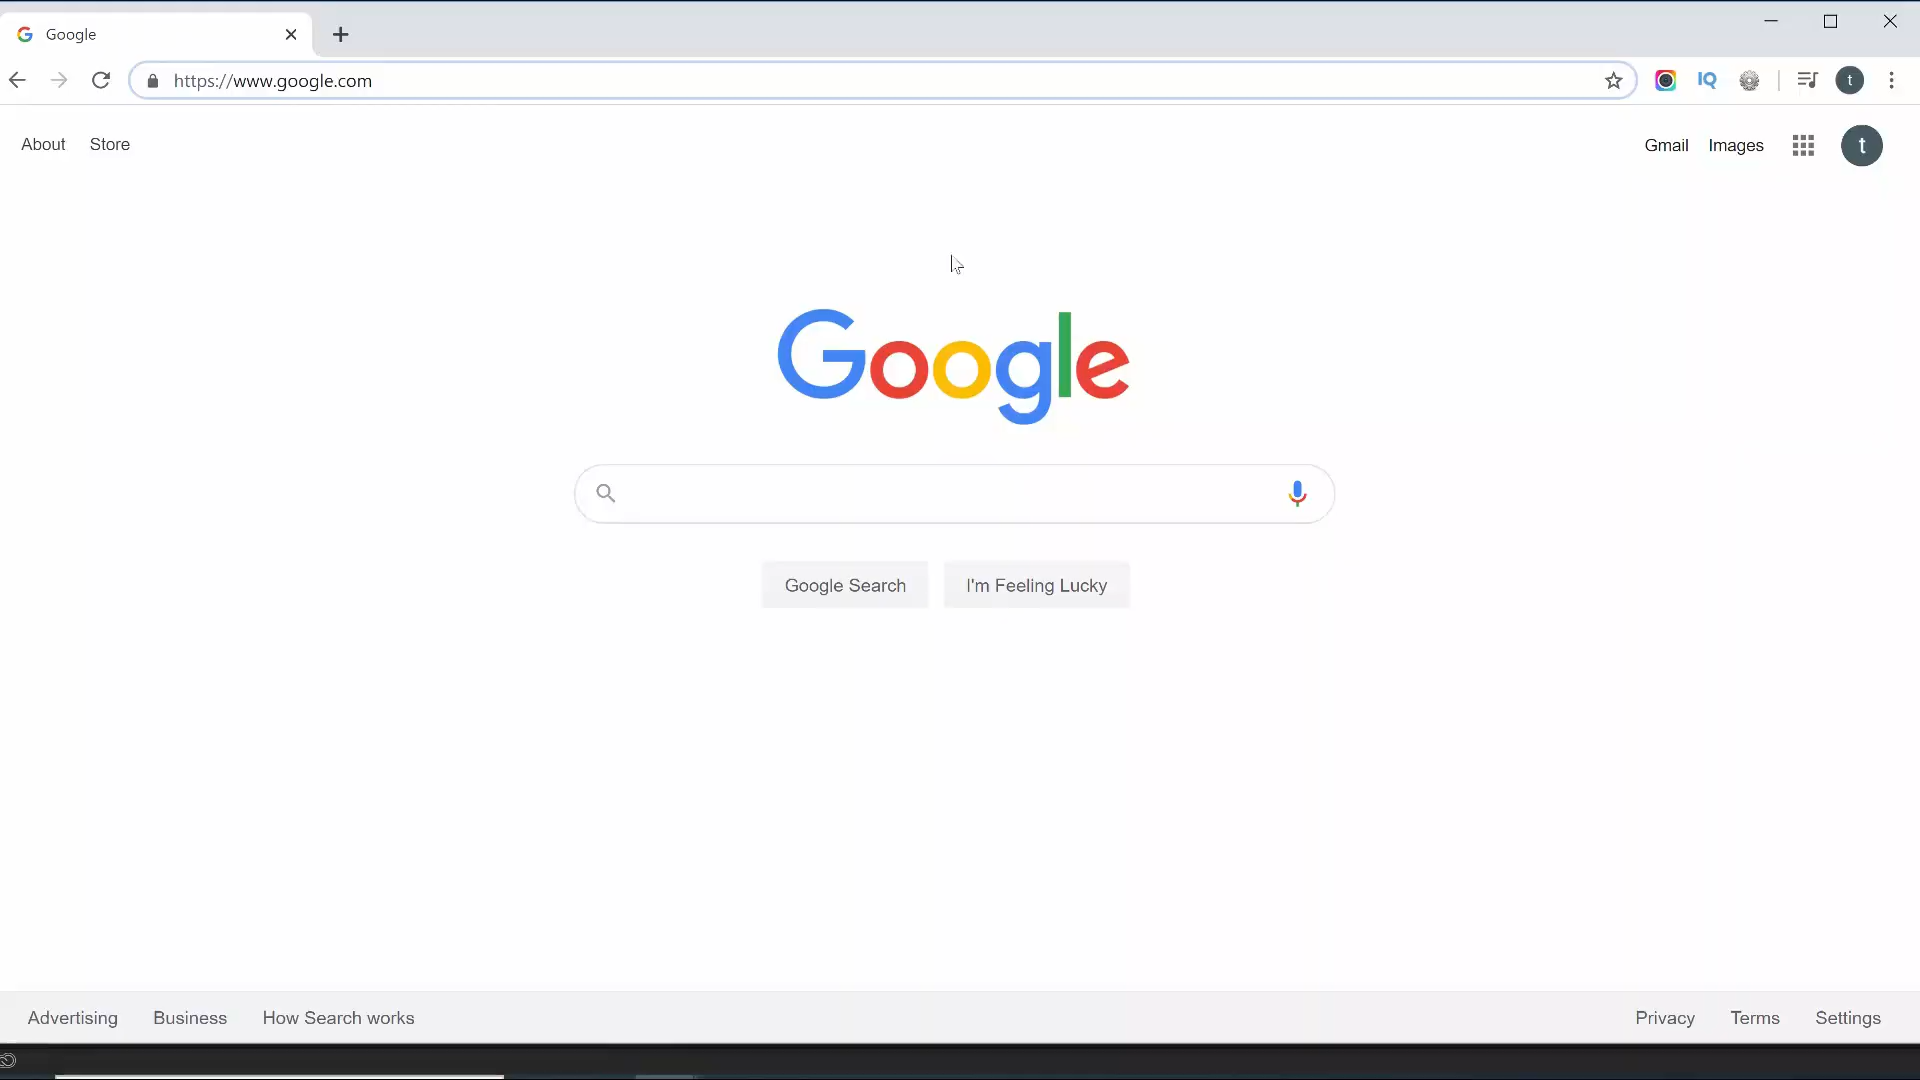 Google
https://www.google.com
IQ
t
About Store
Gmail Images
t
Google
Google Search
I'm Feeling Lucky
Advertising Business How Search works
Privacy Terms Settings